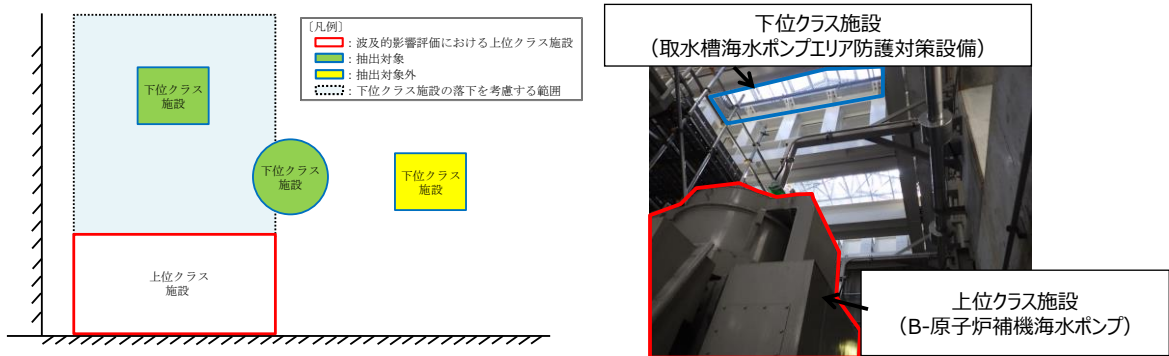 〔凡例〕
：波及的影響評価における上位クラス施設
：抽出対象
：抽出対象外
：下位クラス施設の落下を考慮する範囲
下位クラス
施設
下位クラス
施設
下位クラス
施設
上位クラス
施設
下位クラス施設
（取水槽海水ポンプエリア防護対策設備）
上位クラス施設
（B-原子炉補機海水ポンプ）